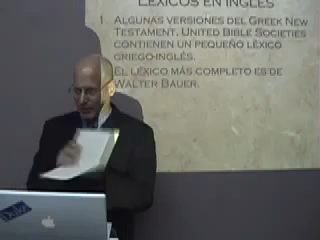 LÉXICOS EN INGLÉS
1. ALGUNAS VERSIONES DEL GREEK NEW
TESTAMENT, UNITED BIBLE SOCIETIES
CONTIENEN UN PEQUEÑO LÉXICO
GRIEGO-INGLÉS.
EL LÉXICO MÁS COMPLETO ES DE
WALTER BAUER.